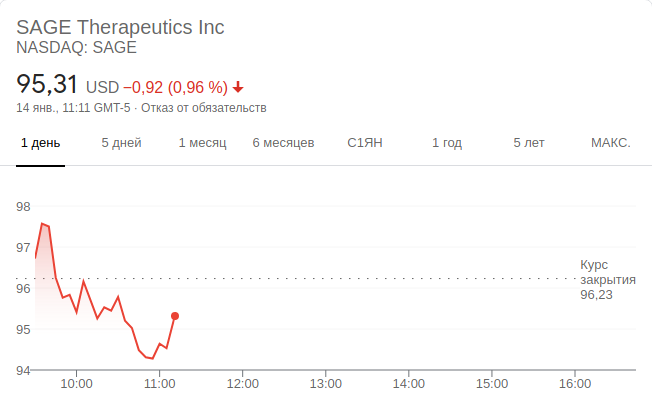 SAGE Therapeutics Inc
NASDAQ: SAGE
95,31 USD −0,92 (0,96 %)
14 янв., 11:11 GMT-5 · Отказ от обязательств
1 день 5 дней 1 месяц 6 месяцев С1ЯН 1 год 5 лет МАКС.
98
97
96
95
94
Курс
закрытия
96,23
10:00 11:00 12:00 13:00 14:00 15:00 16:00